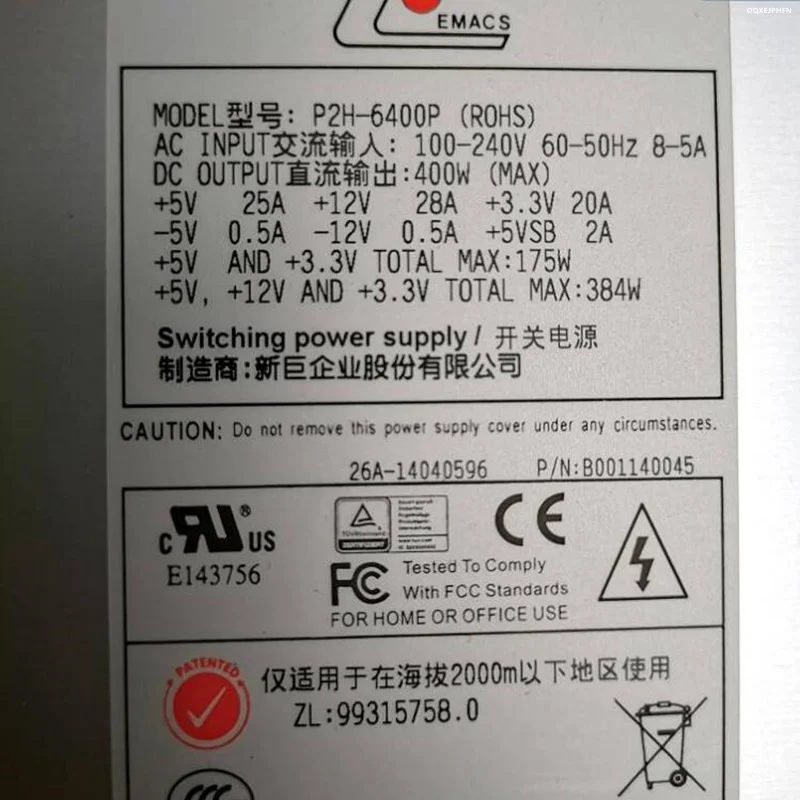 OQXEJPHFN
EMACS
MODEL型号: P2H-6400P (ROHS)
AC INPUT交流输入: 100-240V 60-50Hz 8-5A
DC OUTPUT直流输出:400W (MAX)
+5V 25A +12V 28A +3.3V 20A
-5V 0.5A -12V 0.5A +5VSB 2A
+5V AND +3.3V TOTAL MAX:175W
+5V, +12V AND +3.3V TOTAL MAX:384W
Switching power supply / 开关电源
制造商:新巨企业股份有限公司
CAUTION: Do not remove this power supply cover under any circumstances.
26A-14040596 P/N:B001140045
c RU® US
E143756
CE
FC Tested To Comply
With FCC Standards
FOR HOME OR OFFICE USE
PATENTED
仅适用于在海拔2000m以下地区使用
ZL:99315758.0